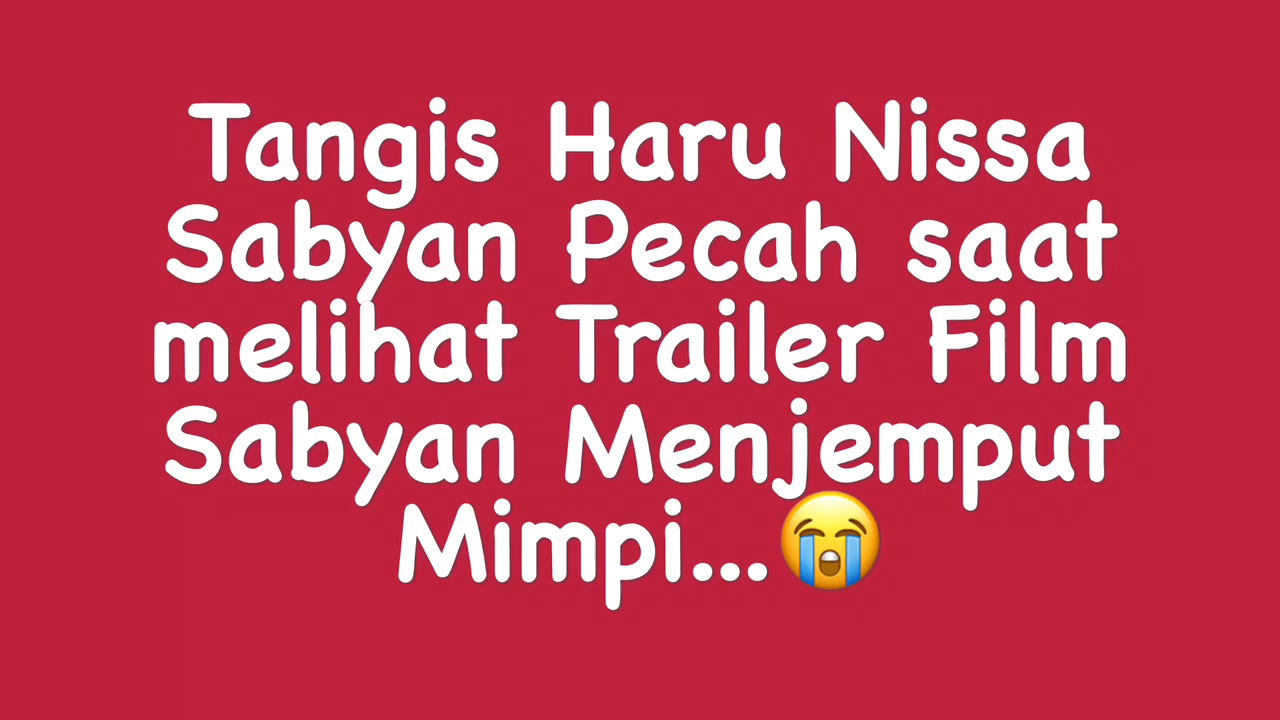 Tangis Haru Nissa
Sabyan Pecah saat
melihat Trailer Film
Sabyan Menjemput
Mimpi...😭